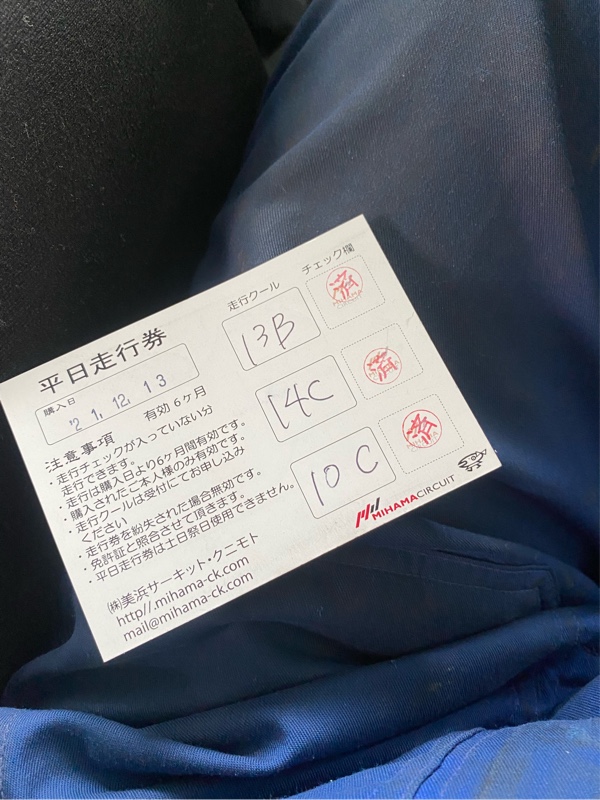 平日走行券
購入日
'21. 12. 13
有効 6ヶ月
注意事項
・走行チェックが入っていない分
走行できます。
・走行は購入日より6ヶ月間有効です。
・購入されたご本人様のみ有効です。
・走行クールは受付にてお申し込み
ください
・走行券を紛失された場合無効です。
・免許証と照合させて頂きます。
・平日走行券は土日祭日使用できません。
㈱美浜サーキット・クニモト
http//.mihama-ck.com
mail@mihama-ck.com
走行クール
チェック欄
13B
済
14C
済
10C
済
MIHAMACIRCUIT